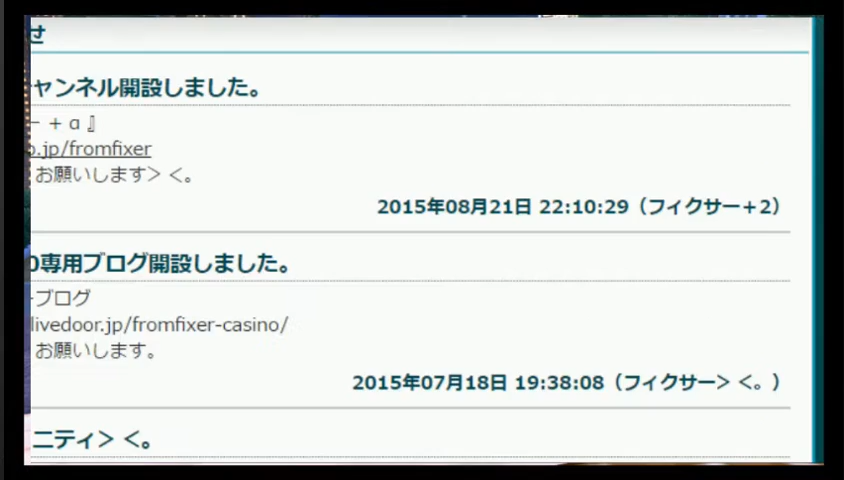 せ
ャンネル開設しました。
－＋α』
o.jp/fromfixer
お願いします＞＜。
2015年08月21日 22:10:29（フィクサー＋2）
O専用ブログ開設しました。
ーブログ
livedoor.jp/fromfixer-casino/
お願いします。
2015年07月18日 19:38:08（フィクサー＞＜。）
ニティ＞＜。